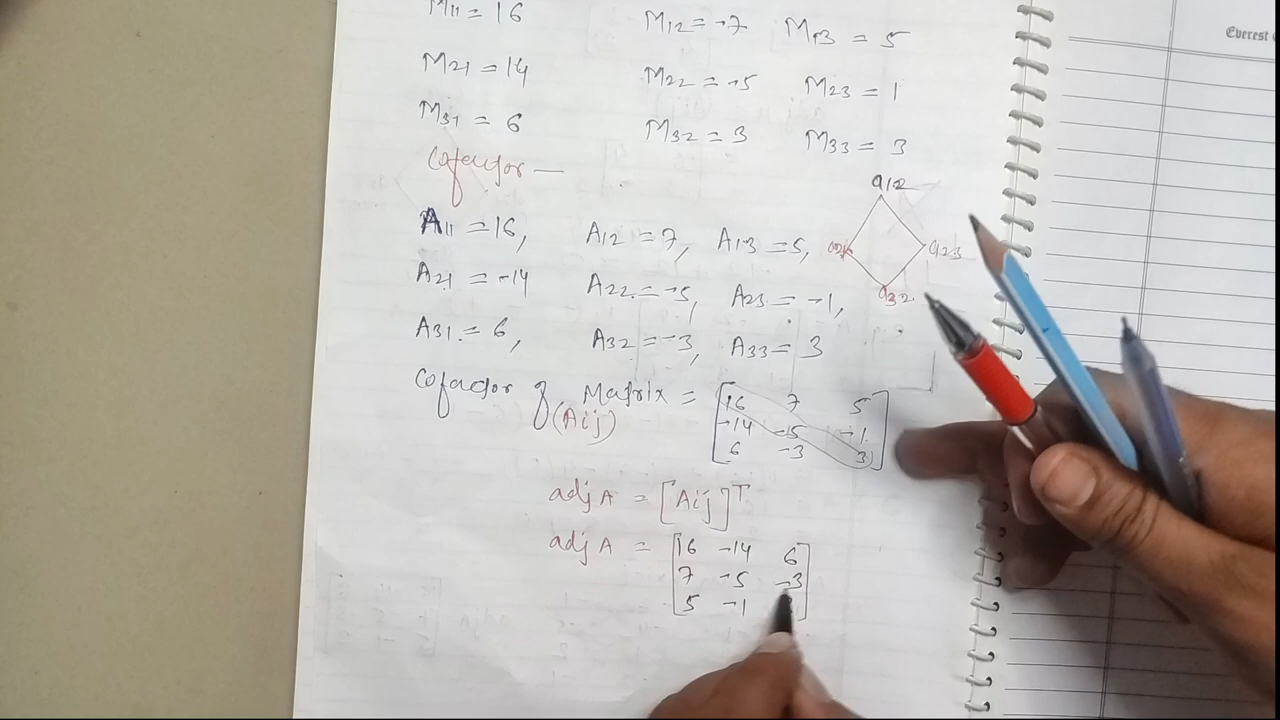 M11 = 16 M12 = -7 M13 = 5
M21 = 14 M22 = -5 M23 = 1
M31 = 6 M32 = 3 M33 = 3
Cofactor —
a12
A11 = 16, A12 = 7, A13 = 5,
a21 a23
A21 = -14 A22 = -5, A23 = -1,
a32
A31 = 6, A32 = -3, A33 = 3
Cofactor of Matrix = [16 7 5
(Aij) -14 -5 -1
6 -3 3]
adj A = [Aij]T
adj A = [16 -14 6
7 -5 -3
5 -1
Everest